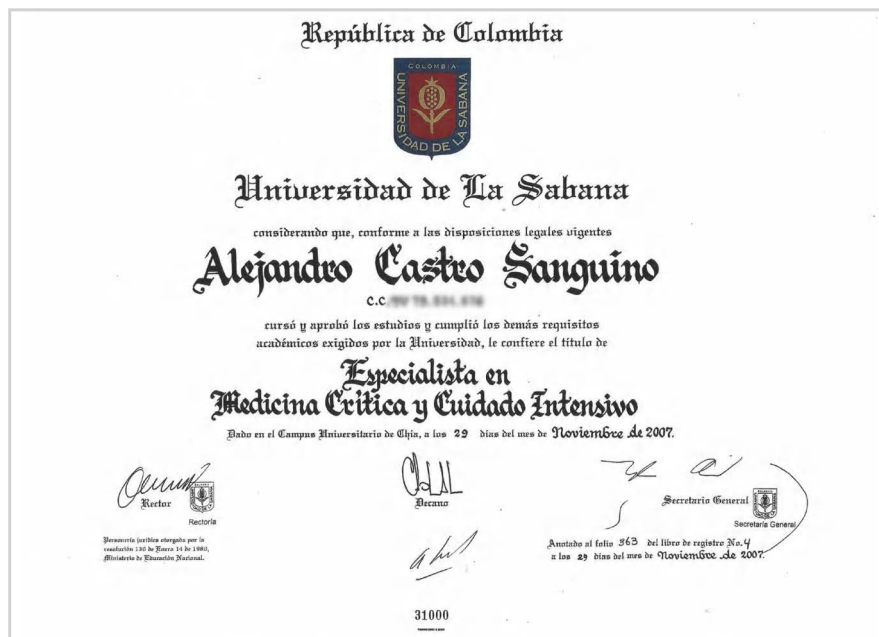 República de Colombia
COLOMBIA
UNIVERSIDAD DE LA SABANA
Universidad de La Sabana
considerando que, conforme a las disposiciones legales vigentes
Alejandro Castro Sanguino
C.C.
cursó y aprobó los estudios y cumplió los demás requisitos
académicos exigidos por la Universidad, le confiere el título de
Especialista en
Medicina Crítica y Cuidado Intensivo
Dado en el Campus Universitario de Chía, a los 29 días del mes de Noviembre de 2007.
Rector
Rectoría
Decano
Secretario General
Secretaría General
Personería jurídica otorgada por la
resolución 130 de Enero 14 de 1980,
Ministerio de Educación Nacional.
Anotado al folio 363 del libro de registro No. 4
a los 29 días del mes de Noviembre de 2007.
31000